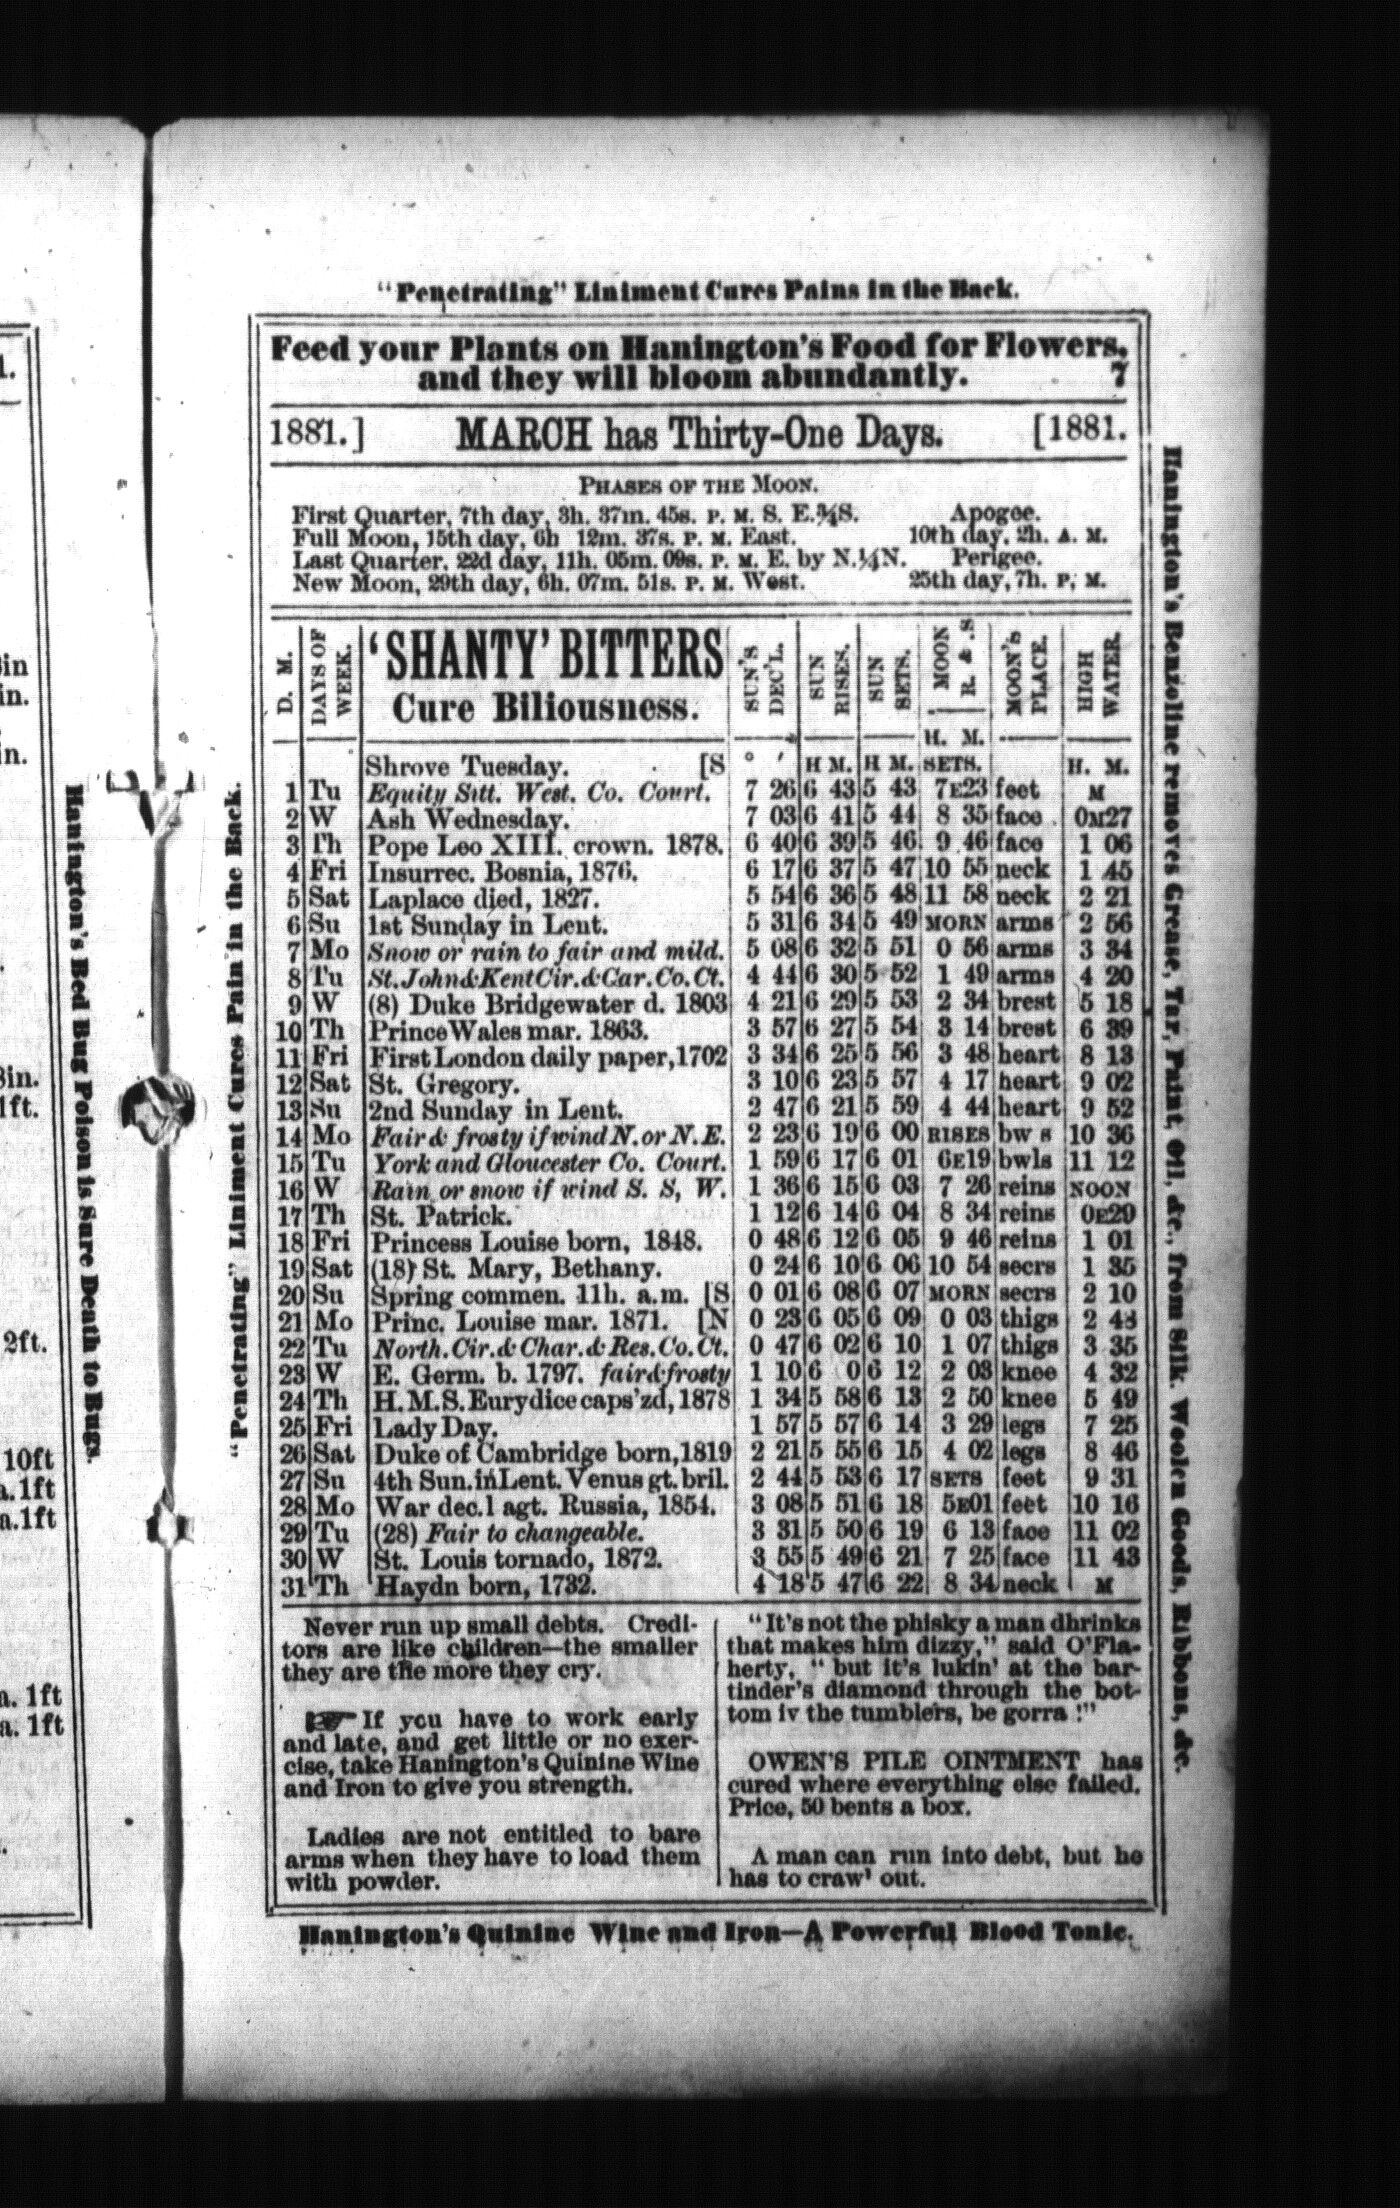 "Penetrating" Liniment Cures Pains in the Back.
Feed your Plants on Hanington's Food for Flowers,
and they will bloom abundantly. 7
1881.] MARCH has Thirty-One Days. [1881.
PHASES OF THE MOON.
First Quarter, 7th day, 3h. 37m. 45s. P. M. S. E.¾S. Apogee.
Full Moon, 15th day, 6h 12m. 37s. P. M. East. 10th day, 2h. A. M.
Last Quarter, 22d day, 11h. 05m. 09s. P. M. E. by N.¼N. Perigee.
New Moon, 29th day, 6h. 07m. 51s. P. M. West. 25th day, 7h. P. M.
D. M. DAYS OF WEEK. 'SHANTY' BITTERS Cure Biliousness. SUN'S DEC'L. SUN RISES. SUN SETS. MOON R. & S. MOON'S PLACE. HIGH WATER.
H. M.
Shrove Tuesday. [S ° ′ H M. H M. SETS. H. M.
1 Tu Equity Sitt. West. Co. Court. 7 26 6 43 5 43 7E23 feet M
2 W Ash Wednesday. 7 03 6 41 5 44 8 35 face 0M27
3 Th Pope Leo XIII. crown. 1878. 6 40 6 39 5 46 9 46 face 1 06
4 Fri Insurrec. Bosnia, 1876. 6 17 6 37 5 47 10 55 neck 1 45
5 Sat Laplace died, 1827. 5 54 6 36 5 48 11 58 neck 2 21
6 Su 1st Sunday in Lent. 5 31 6 34 5 49 MORN arms 2 56
7 Mo Snow or rain to fair and mild. 5 08 6 32 5 51 0 56 arms 3 34
8 Tu St. John & Kent Cir. & Car. Co. Ct. 4 44 6 30 5 52 1 49 arms 4 20
9 W (8) Duke Bridgewater d. 1803 4 21 6 29 5 53 2 34 brest 5 18
10 Th Prince Wales mar. 1863. 3 57 6 27 5 54 3 14 brest 6 39
11 Fri First London daily paper, 1702 3 34 6 25 5 56 3 48 heart 8 13
12 Sat St. Gregory. 3 10 6 23 5 57 4 17 heart 9 02
13 Su 2nd Sunday in Lent. 2 47 6 21 5 59 4 44 heart 9 52
14 Mo Fair & frosty if wind N. or N. E. 2 23 6 19 6 00 RISES bw s 10 36
15 Tu York and Gloucester Co. Court. 1 59 6 17 6 01 6E19 bwls 11 12
16 W Rain or snow if wind S. S, W. 1 36 6 15 6 03 7 26 reins NOON
17 Th St. Patrick. 1 12 6 14 6 04 8 34 reins 0E29
18 Fri Princess Louise born, 1848. 0 48 6 12 6 05 9 46 reins 1 01
19 Sat (18) St. Mary, Bethany. 0 24 6 10 6 06 10 54 secrs 1 35
20 Su Spring commen. 11h. a.m. [S 0 01 6 08 6 07 MORN secrs 2 10
21 Mo Princ. Louise mar. 1871. [N 0 23 6 05 6 09 0 03 thigs 2 48
22 Tu North. Cir. & Char. & Res. Co. Ct. 0 47 6 02 6 10 1 07 thigs 3 35
23 W E. Germ. b. 1797. fair & frosty 1 10 6 0 6 12 2 03 knee 4 32
24 Th H. M. S. Eurydice caps'zd, 1878 1 34 5 58 6 13 2 50 knee 5 49
25 Fri Lady Day. 1 57 5 57 6 14 3 29 legs 7 25
26 Sat Duke of Cambridge born, 1819 2 21 5 55 6 15 4 02 legs 8 46
27 Su 4th Sun. in Lent. Venus gt. bril. 2 44 5 53 6 17 SETS feet 9 31
28 Mo War dec.l agt. Russia, 1854. 3 08 5 51 6 18 5E01 feet 10 16
29 Tu (28) Fair to changeable. 3 31 5 50 6 19 6 13 face 11 02
30 W St. Louis tornado, 1872. 3 55 5 49 6 21 7 25 face 11 43
31 Th Haydn born, 1732. 4 18 5 47 6 22 8 34 neck M
Never run up small debts. Credi-
tors are like children—the smaller
they are the more they cry.
☞ If you have to work early
and late, and get little or no exer-
cise, take Hanington's Quinine Wine
and Iron to give you strength.
Ladies are not entitled to bare
arms when they have to load them
with powder.
"It's not the phisky a man dhrinks
that makes him dizzy," said O'Fla-
herty, "but it's lukin' at the bar-
tinder's diamond through the bot-
tom iv the tumblers, be gorra!"
OWEN'S PILE OINTMENT has
cured where everything else failed.
Price, 50 bents a box.
A man can run into debt, but he
has to craw' out.
Hanington's Quinine Wine and Iron—A Powerful Blood Tonic.
"Penetrating" Liniment Cures Pain in the Back.
Hanington's Benzoline removes Grease, Tar, Paint, Oil, &c., from Silk. Woolen Goods, Ribbons, &c.
Hanington's Bed Bug Poison is Sure Death to Bugs.
1.
in.
in.
1ft.
2ft.
10ft
a. 1ft
a. 1ft
a. 1ft
a. 1ft